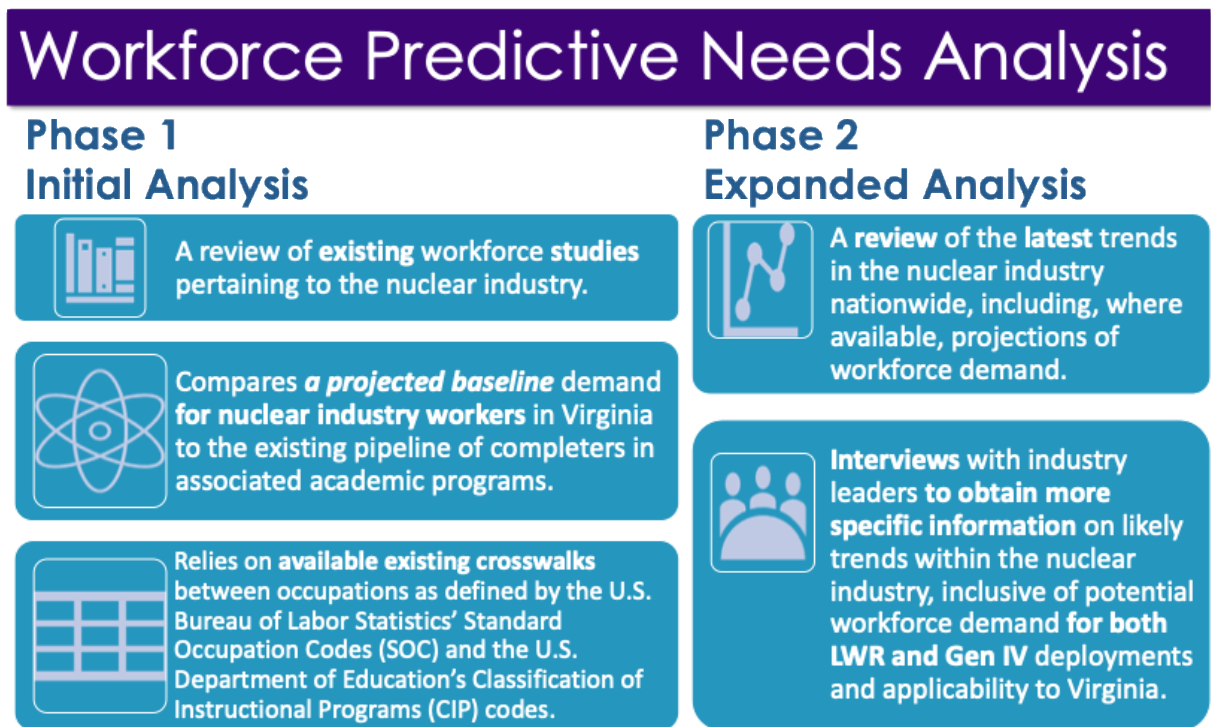 Workforce Predictive Needs Analysis
Phase 1
Initial Analysis
A review of existing workforce studies
pertaining to the nuclear industry.
Compares a projected baseline demand
for nuclear industry workers in Virginia
to the existing pipeline of completers in
associated academic programs.
Relies on available existing crosswalks
between occupations as defined by the U.S.
Bureau of Labor Statistics’ Standard
Occupation Codes (SOC) and the U.S.
Department of Education’s Classification of
Instructional Programs (CIP) codes.
Phase 2
Expanded Analysis
A review of the latest trends
in the nuclear industry
nationwide, including, where
available, projections of
workforce demand.
Interviews with industry
leaders to obtain more
specific information on likely
trends within the nuclear
industry, inclusive of potential
workforce demand for both
LWR and Gen IV deployments
and applicability to Virginia.